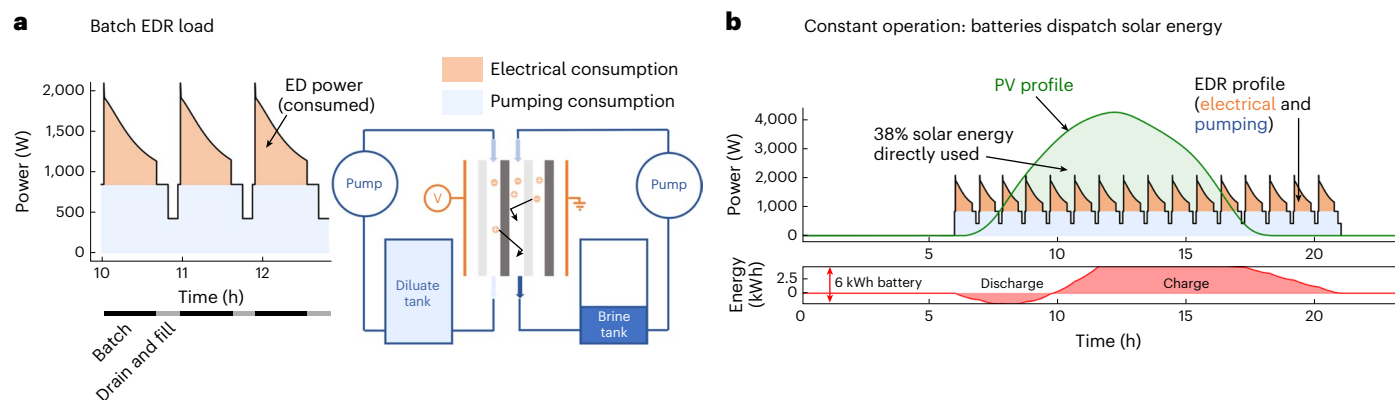 a
Batch EDR load
Electrical consumption
Pumping consumption
ED power
(consumed)
2,000
1,500
1,000
500
0
Power (W)
10
11
12
Time (h)
Batch
Drain and fill
Pump
V
Pump
Diluate
tank
Brine
tank
b
Constant operation: batteries dispatch solar energy
PV profile
EDR profile
(electrical and
pumping)
38% solar energy
directly used
4,000
3,000
2,000
1,000
0
Power (W)
5
10
15
20
Energy
(kWh)
2.5
0
6 kWh battery
Discharge
Charge
0
5
10
15
20
Time (h)